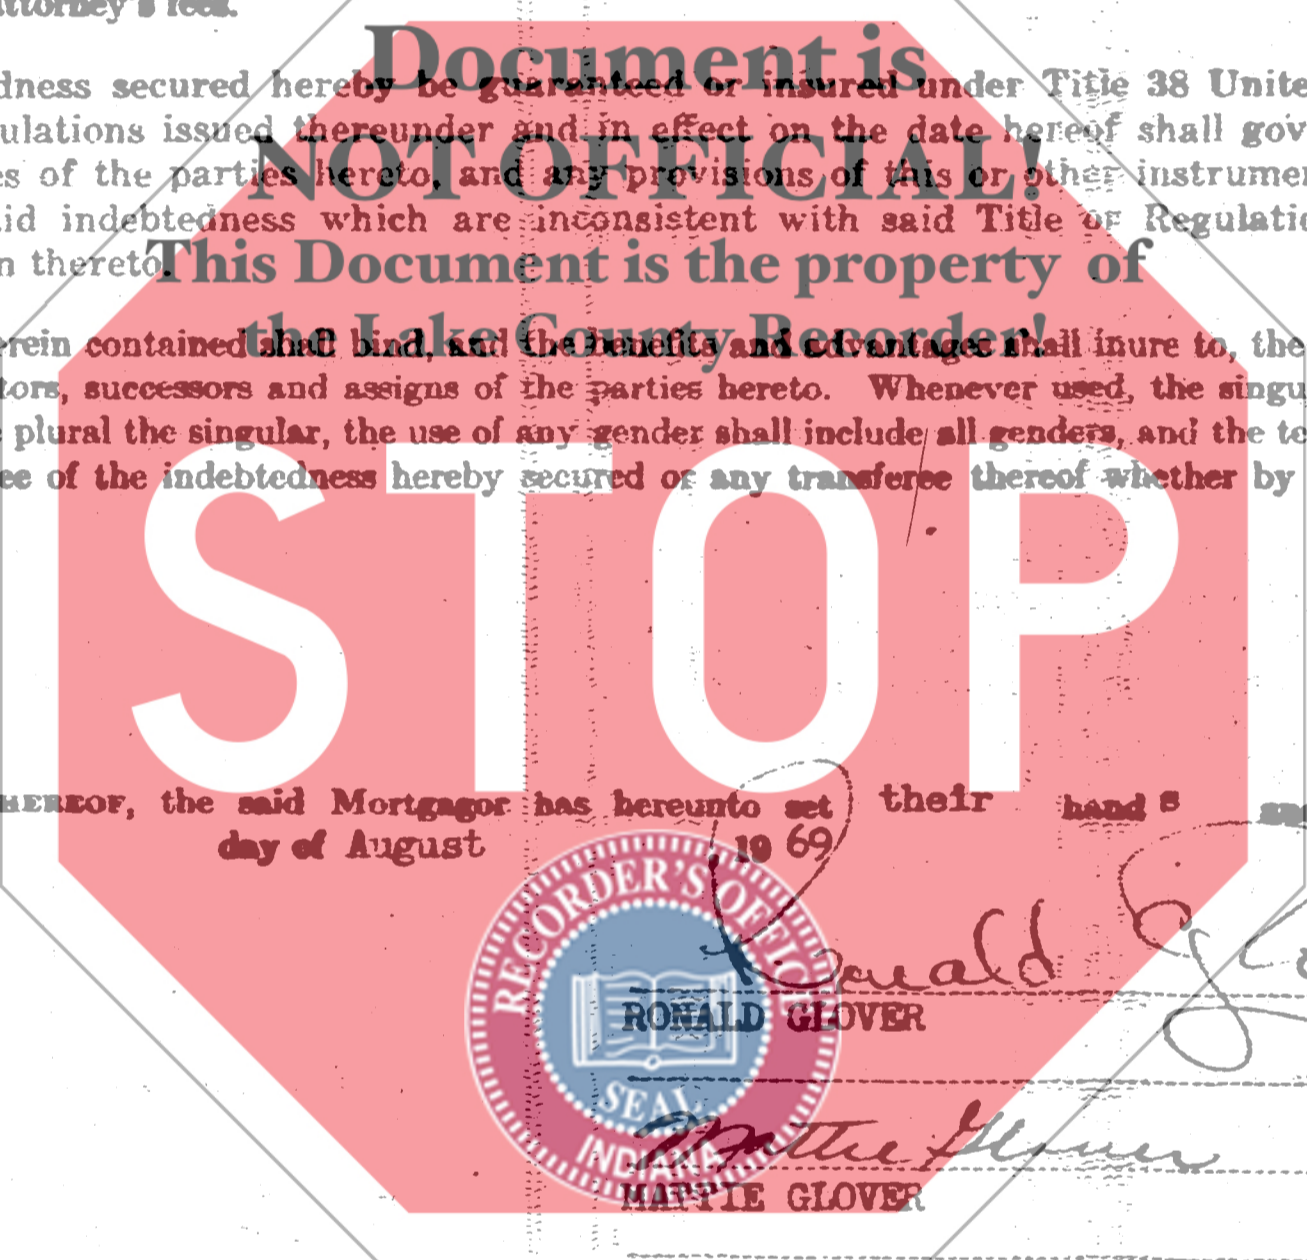 attorney's fees.
Document is
dness secured hereby be guaranteed or insured under Title 38 Unite
ulations issued thereunder and in effect on the date hereof shall gov
NOT OFFICIAL!
es of the parties hereto, and any provisions of this or other instrumen
id indebtedness which are inconsistent with said Title or Regulatio
n thereto.
This Document is the property of
the Lake County Recorder!
rein contained shall bind, and the benefits and advantages shall inure to, the
tors, successors and assigns of the parties hereto. Whenever used, the singu
plural the singular, the use of any gender shall include all genders, and the te
ee of the indebtedness hereby secured or any transferee thereof whether by
STOP
HEREOF, the said Mortgagor has hereunto set their hand s
day of August 19 69
RECORDER'S OFFICE
SEAL
INDIANA
Ronald Glo
RONALD GLOVER
Mattie Glover
MATTIE GLOVER